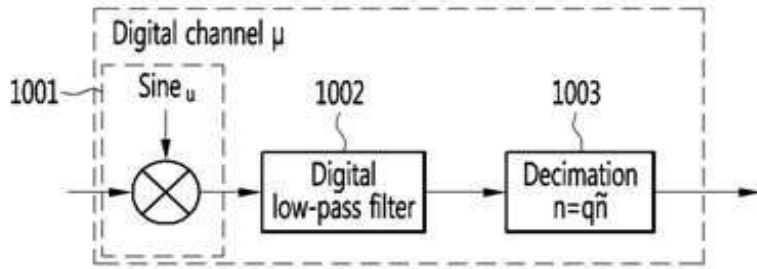 Digital channel μ
1001
Sine u
1002
1003
Digital
low-pass filter
Decimation
n=qñ